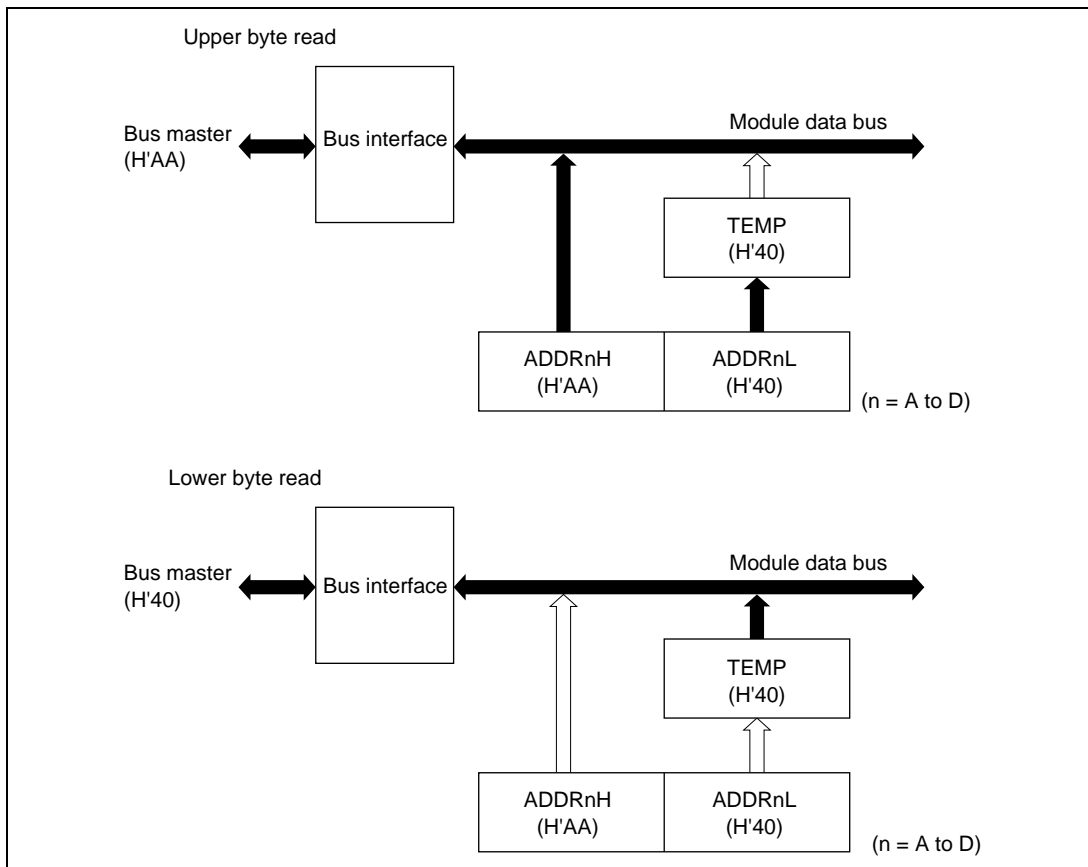 Upper byte read
Bus master
(H'AA)
Bus interface
Module data bus
TEMP
(H'40)
ADDRnH
(H'AA)
ADDRnL
(H'40)
(n = A to D)
Lower byte read
Bus master
(H'40)
Bus interface
Module data bus
TEMP
(H'40)
ADDRnH
(H'AA)
ADDRnL
(H'40)
(n = A to D)